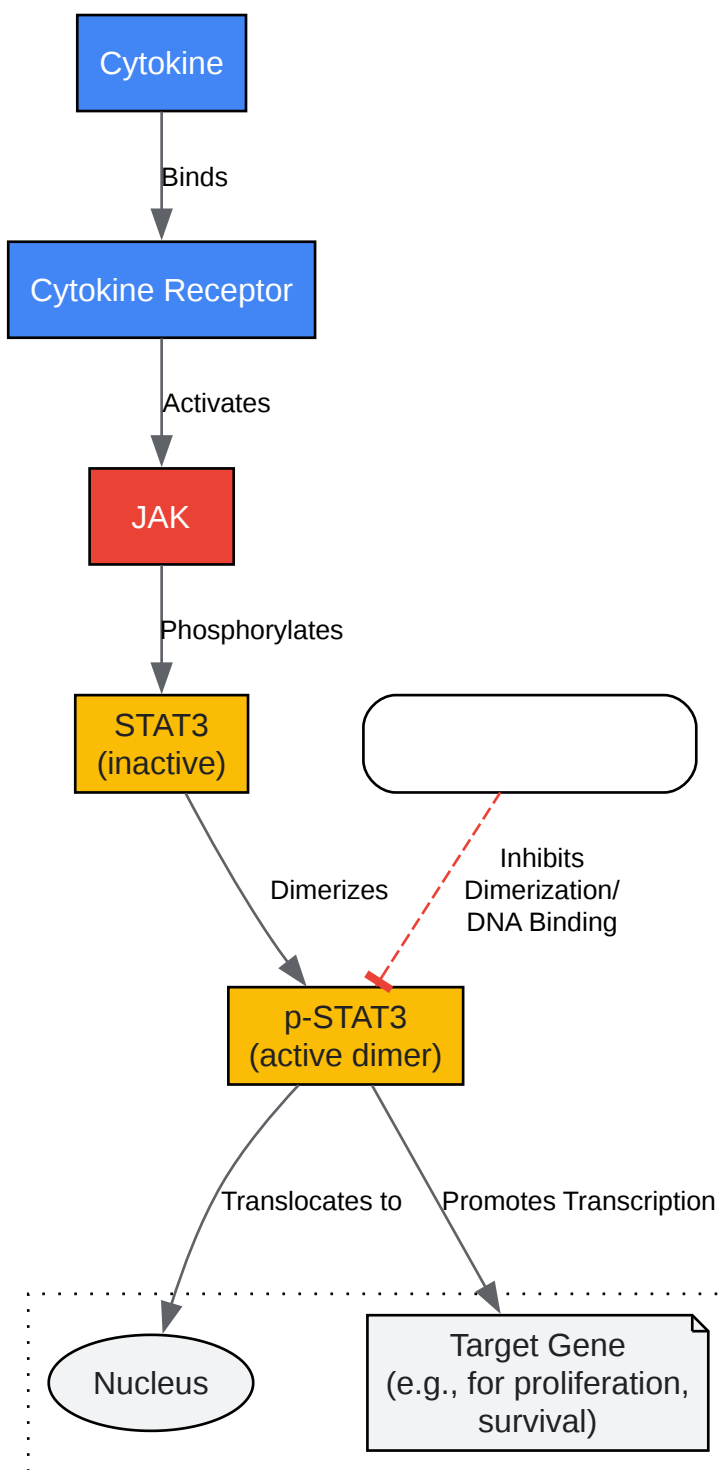 Cytokine
Binds
Cytokine Receptor
Activates
JAK
Phosphorylates
STAT3
(inactive)
Dimerizes
Inhibits
Dimerization/
DNA Binding
p-STAT3
(active dimer)
Translocates to
Promotes Transcription
Nucleus
Target Gene
(e.g., for proliferation,
survival)